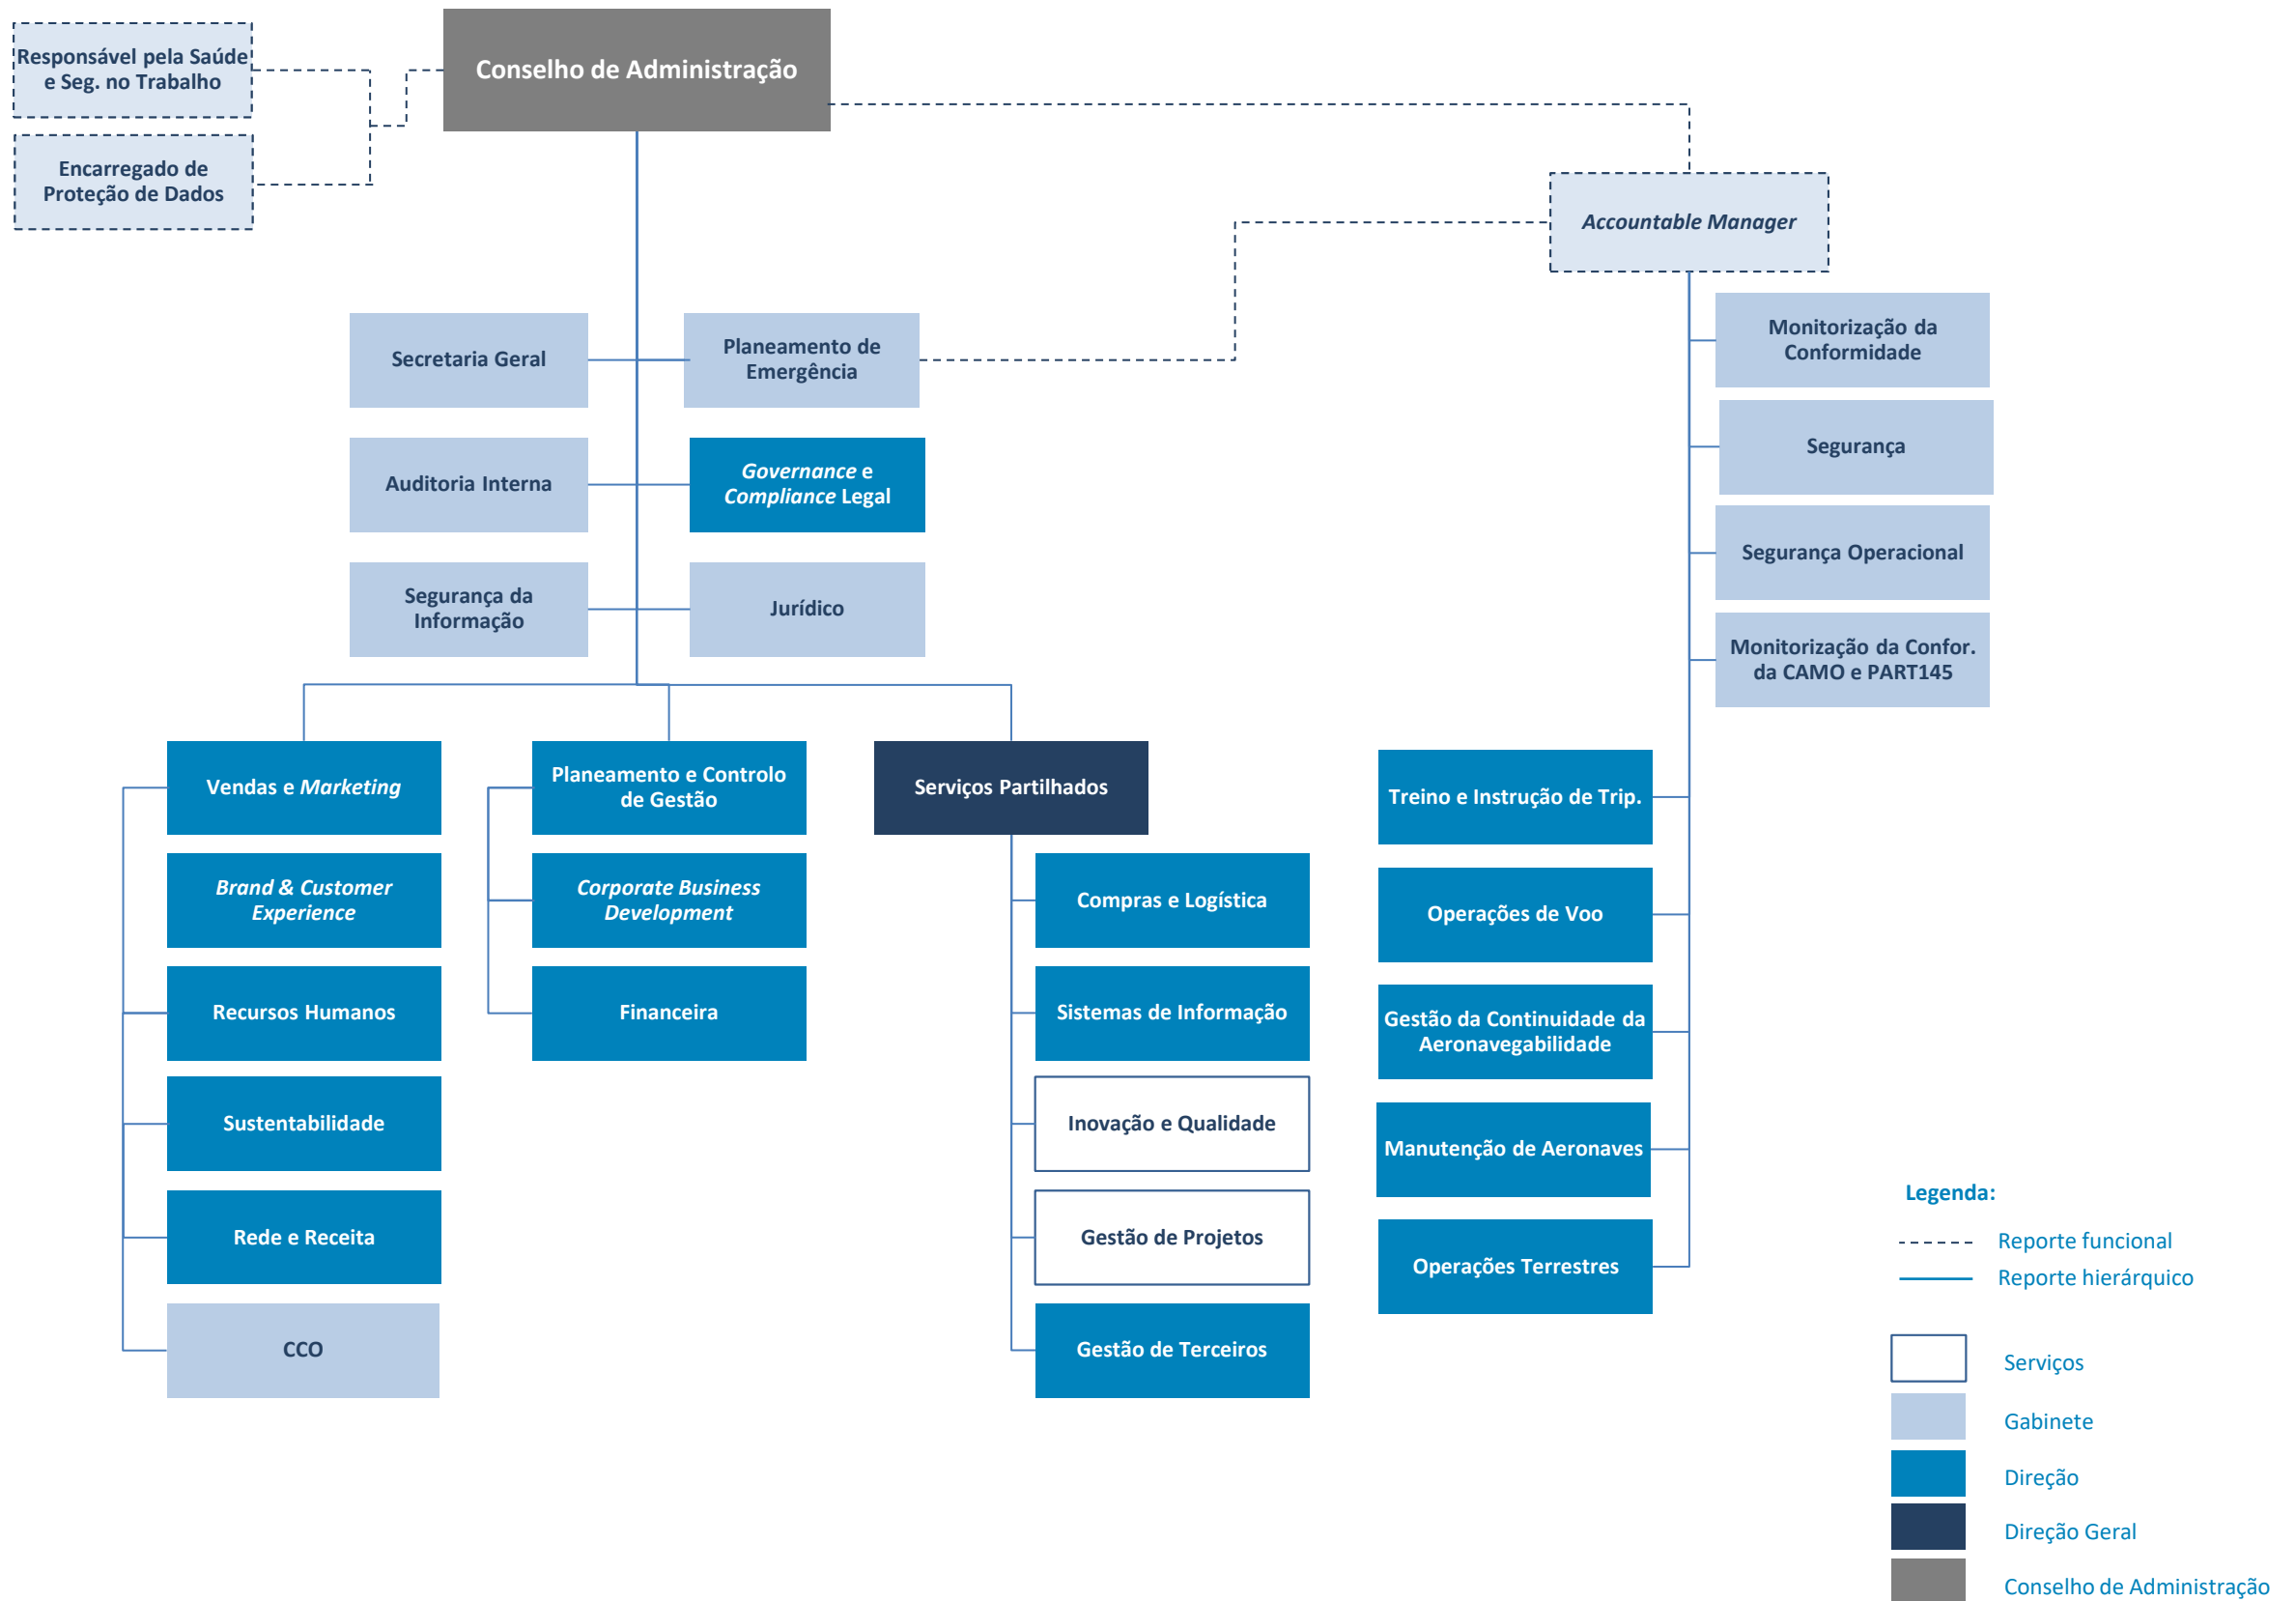 Responsável pela Saúde
e Seg. no Trabalho
Conselho de Administração
Encarregado de
Proteção de Dados
Accountable Manager
Secretaria Geral
Planeamento de
Emergência
Auditoria Interna
Governance e
Compliance Legal
Segurança da
Informação
Jurídico
Monitorização da
Conformidade
Segurança
Segurança Operacional
Monitorização da Confor.
da CAMO e PART145
Vendas e Marketing
Brand & Customer
Experience
Recursos Humanos
Sustentabilidade
Rede e Receita
CCO
Planeamento e Controlo
de Gestão
Corporate Business
Development
Financeira
Serviços Partilhados
Compras e Logística
Sistemas de Informação
Inovação e Qualidade
Gestão de Projetos
Gestão de Terceiros
Treino e Instrução de Trip.
Operações de Voo
Gestão da Continuidade da
Aeronavegabilidade
Manutenção de Aeronaves
Operações Terrestres
Legenda:
Reporte funcional
Reporte hierárquico
Serviços
Gabinete
Direção
Direção Geral
Conselho de Administração